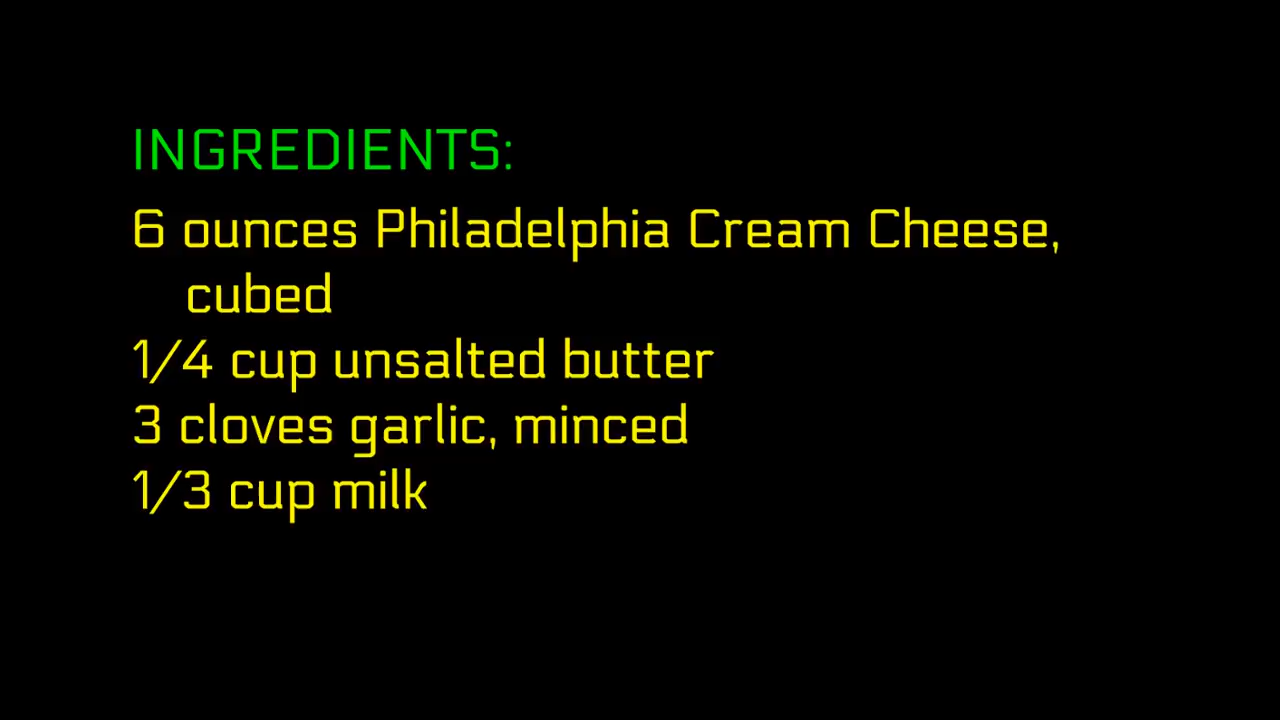 INGREDIENTS:
6 ounces Philadelphia Cream Cheese,
cubed
1/4 cup unsalted butter
3 cloves garlic, minced
1/3 cup milk